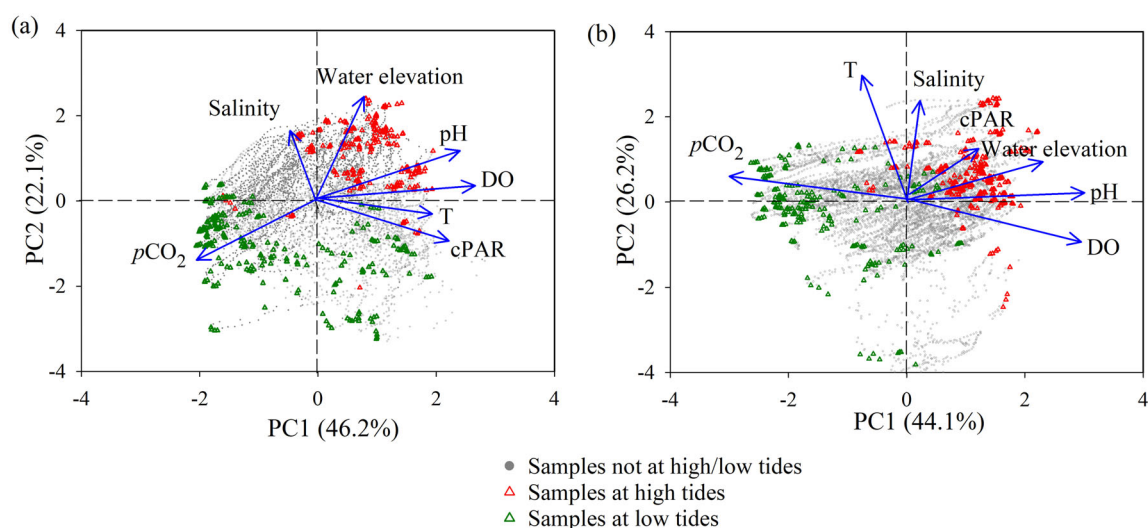 (a)
4
2
0
-2
-4
PC2 (22.1%)
Salinity
Water elevation
pH
DO
T
cPAR
pCO2
-4
-2
0
2
4
PC1 (46.2%)
(b)
4
2
0
-2
-4
PC2 (26.2%)
T
Salinity
cPAR
Water elevation
pCO2
pH
DO
-4
-2
0
2
4
PC1 (44.1%)
Samples not at high/low tides
Samples at high tides
Samples at low tides